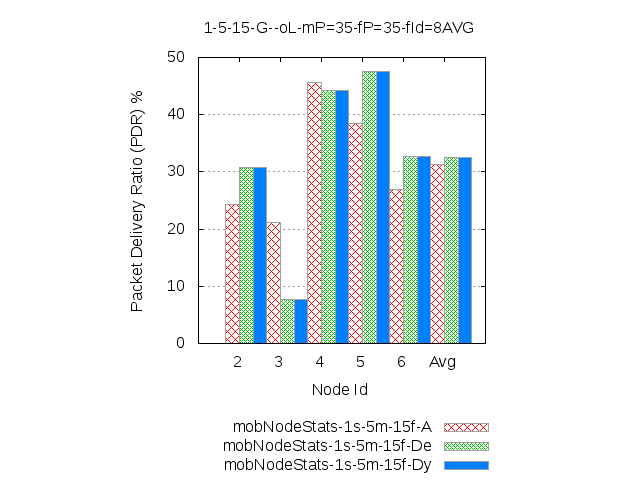 1-5-15-G--oL-mP=35-fP=35-fId=8AVG
Packet Delivery Ratio (PDR) %
50
40
30
20
10
0
2 3 4 5 6 Avg
Node Id
mobNodeStats-1s-5m-15f-A
mobNodeStats-1s-5m-15f-De
mobNodeStats-1s-5m-15f-Dy